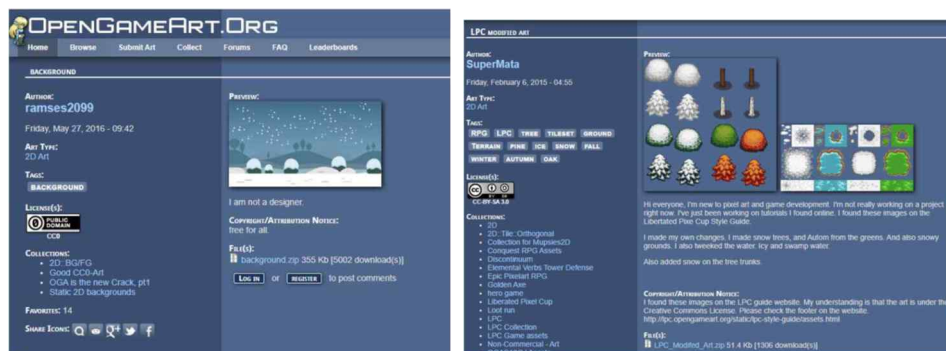 OpenGameArt.Org
Home Browse Submit Art Collect Forums FAQ Leaderboards
background
Author:
ramses2099
Friday, May 27, 2016 - 09:42
Art Type:
2D Art
Tags:
BACKGROUND
License(s):
PUBLIC DOMAIN
CC0
Collections:
2D::BG/FG
Good CC0-Art
OGA is the new Crack, pt1
Static 2D backgrounds
Favorites: 14
Share Icons:
Preview:
I am not a designer.
Copyright/Attribution Notice:
free for all.
File(s):
background.zip 355 Kb [5002 download(s)]
Log in or register to post comments
LPC modifed art
Author:
SuperMata
Friday, February 6, 2015 - 04:55
Art Type:
2D Art
Tags:
RPG LPC TREE TILESET GROUND
TERRAIN PINE ICE SNOW FALL
WINTER AUTUMN OAK
License(s):
CC-BY-SA 3.0
Collections:
2D
2D::Tile::Orthogonal
Collection for Mupsies2D
Conquest RPG Assets
Discontinuum
Elemental Verbs Tower Defense
Epic Pixelart RPG
Golden Axe
hero game
Liberated Pixel Cup
Loot run
LPC
LPC Collection
LPC Game assets
Non-Commercial - Art
Preview:
Hi everyone, I'm new to pixel art and game development. I'm not really working on a project
right now. I've just been working on tutorials I found online. I found these images on the
Libertated Pixe Cup Style Guide.
I made my own changes. I made snow trees, and Autom from the greens. And also snowy
grounds. I also tweeked the water. Icy and swamp water.
Also added snow on the tree trunks.
Copyright/Attribution Notice:
I found these images on the LPC guide website. My understanding is that the art is under the
Creative Commons License. Please check the footer on the website.
http://lpc.opengameart.org/static/lpc-style-guide/assets.html
File(s):
LPC_Modifed_Art.zip 51.4 Kb [1306 download(s)]